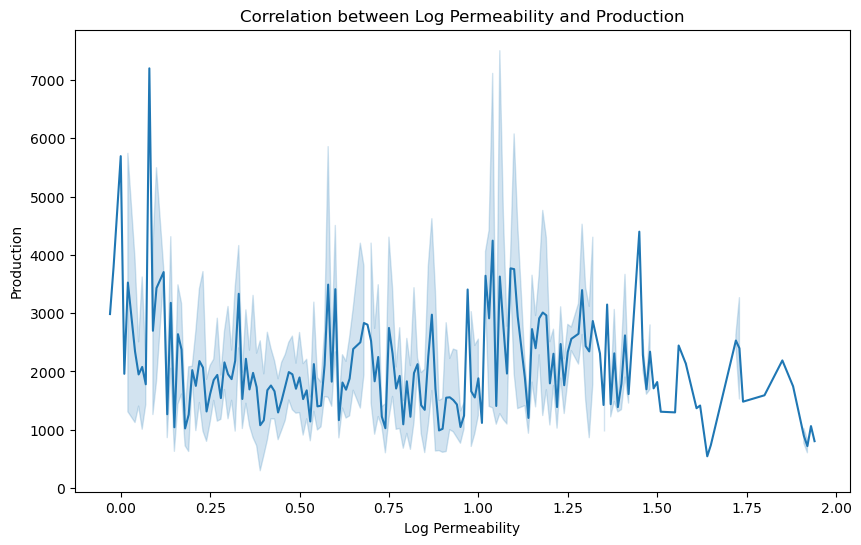 Correlation between Log Permeability and Production
Production
7000
6000
5000
4000
3000
2000
1000
0
0.00 0.25 0.50 0.75 1.00 1.25 1.50 1.75 2.00
Log Permeability